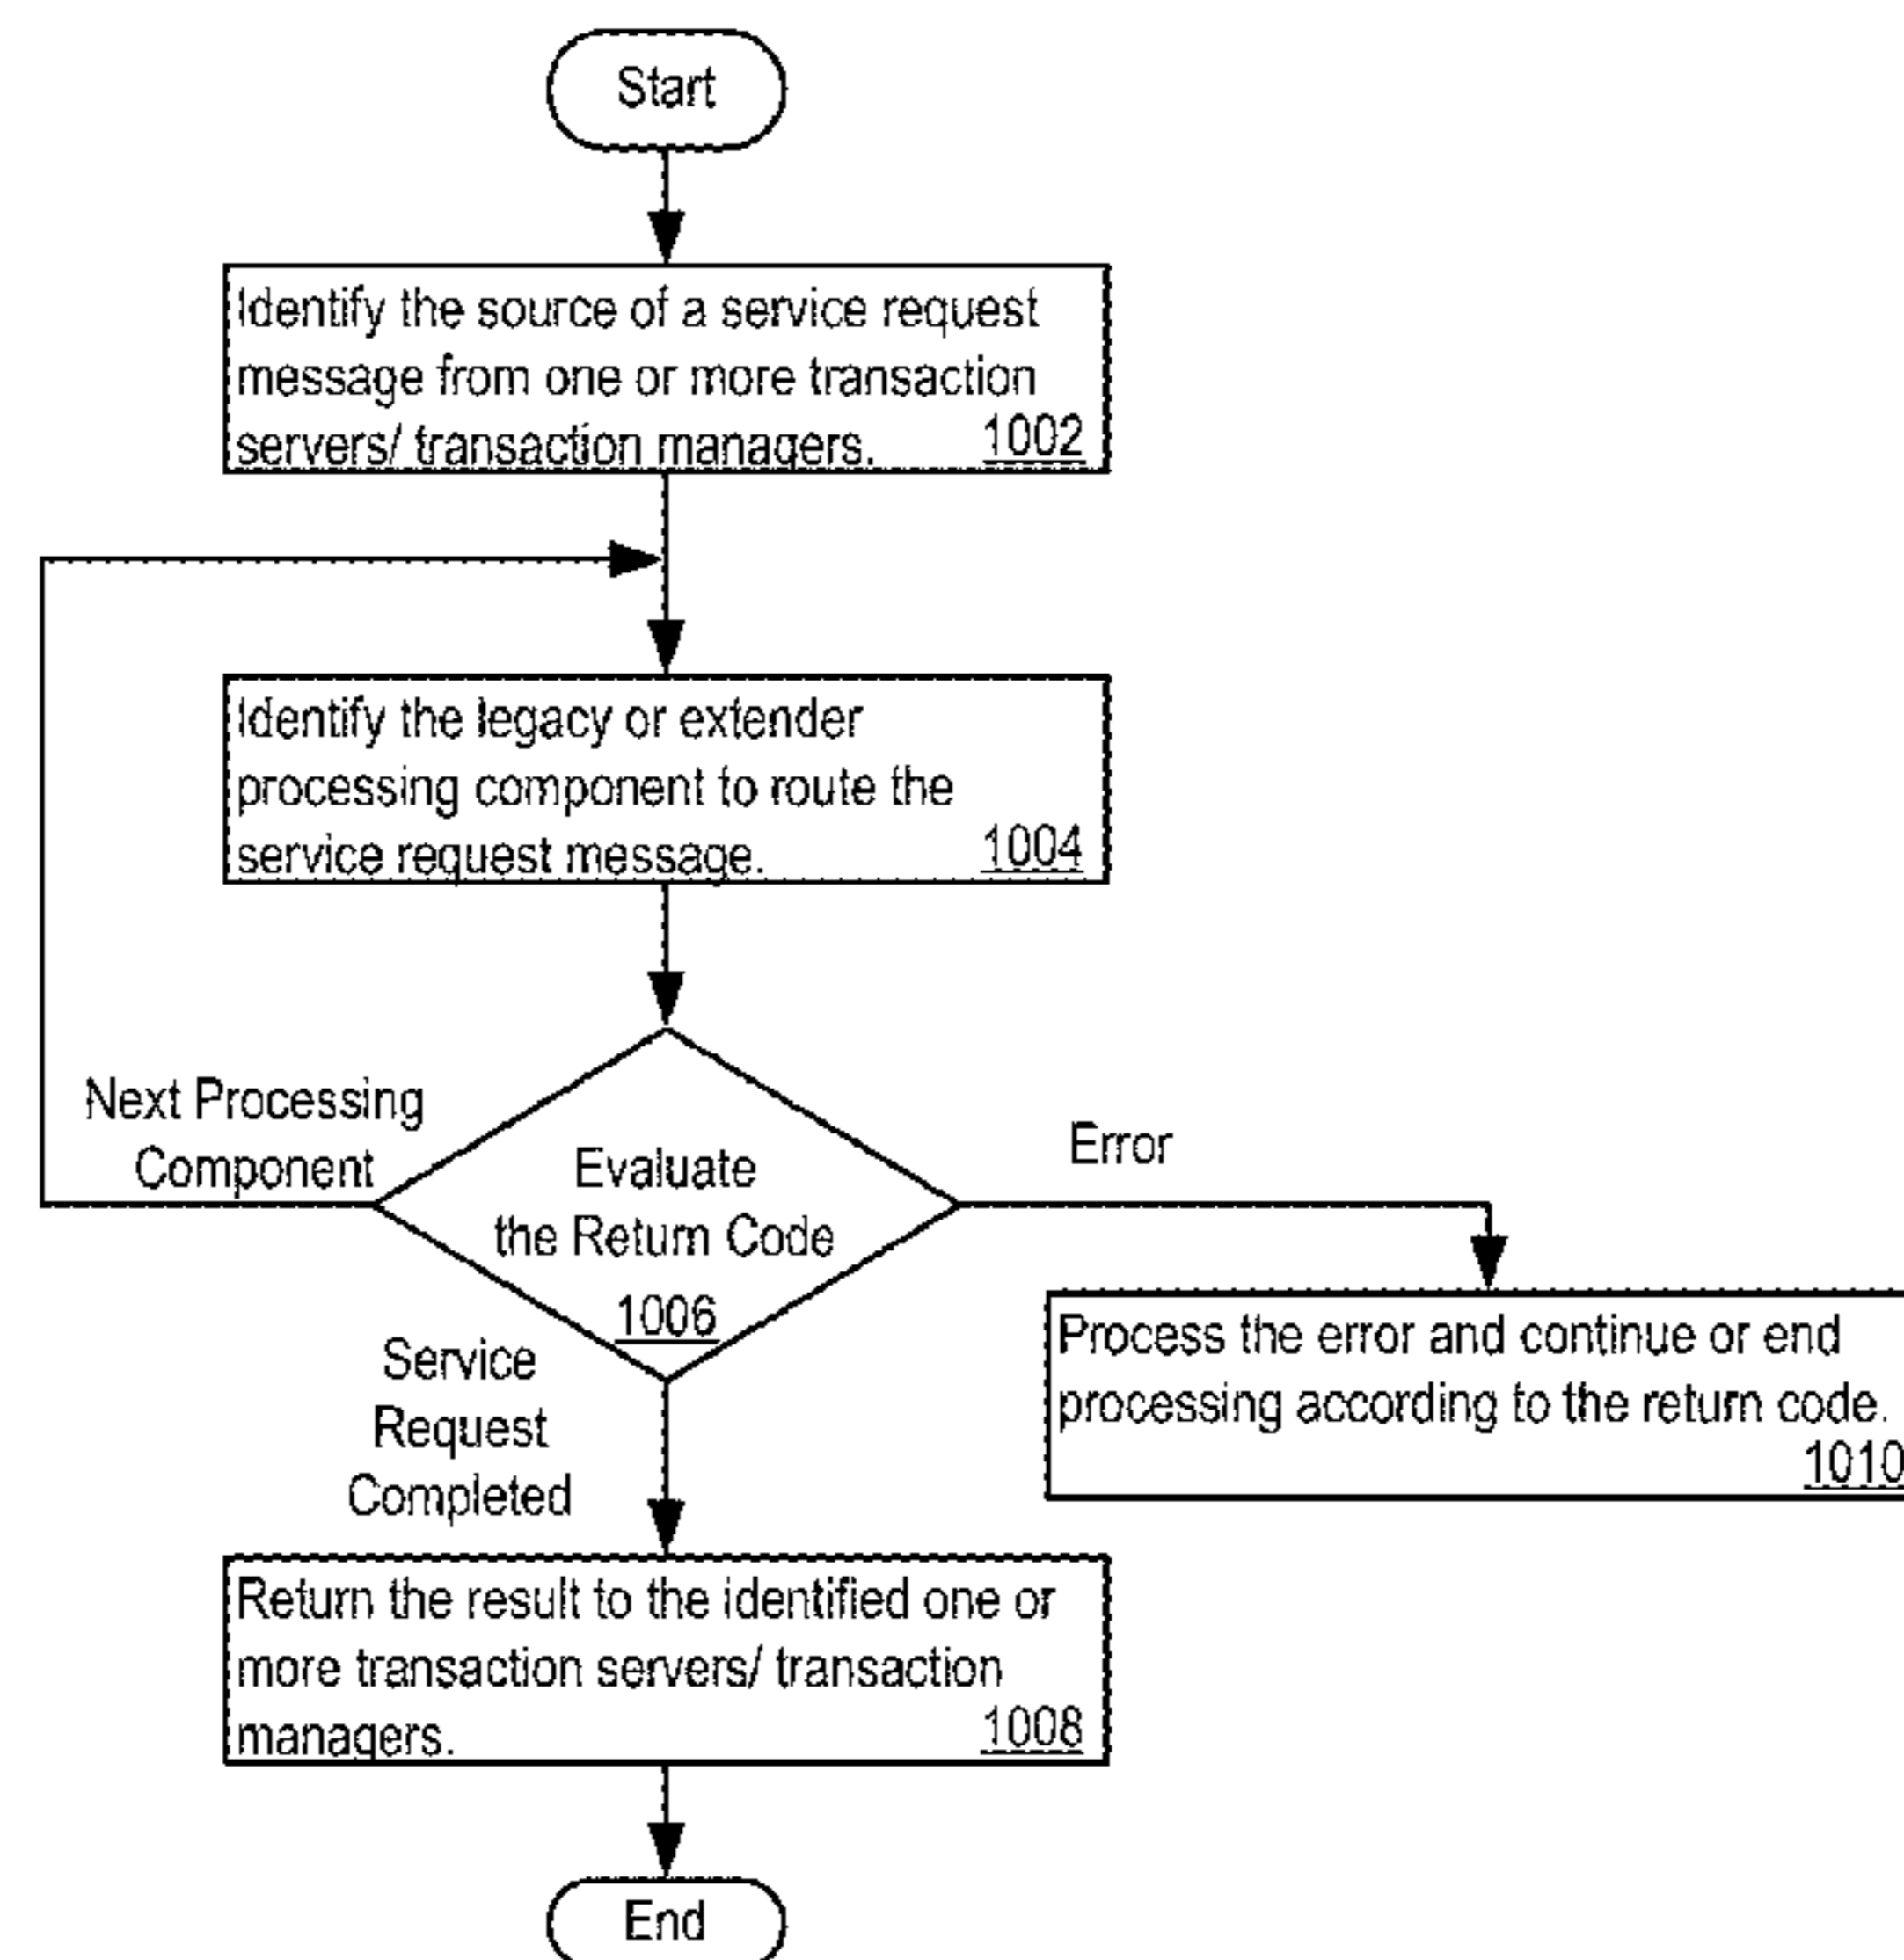 Start
Identify the source of a service request
message from one or more transaction
servers/ transaction managers.
1002
Identify the legacy or extender
processing component to route the
service request message.
1004
Next Processing
Component
Evaluate
the Return Code
1006
Error
Process the error and continue or end
processing according to the return code.
1010
Service
Request
Completed
Return the result to the identified one or
more transaction servers/ transaction
managers.
1008
End